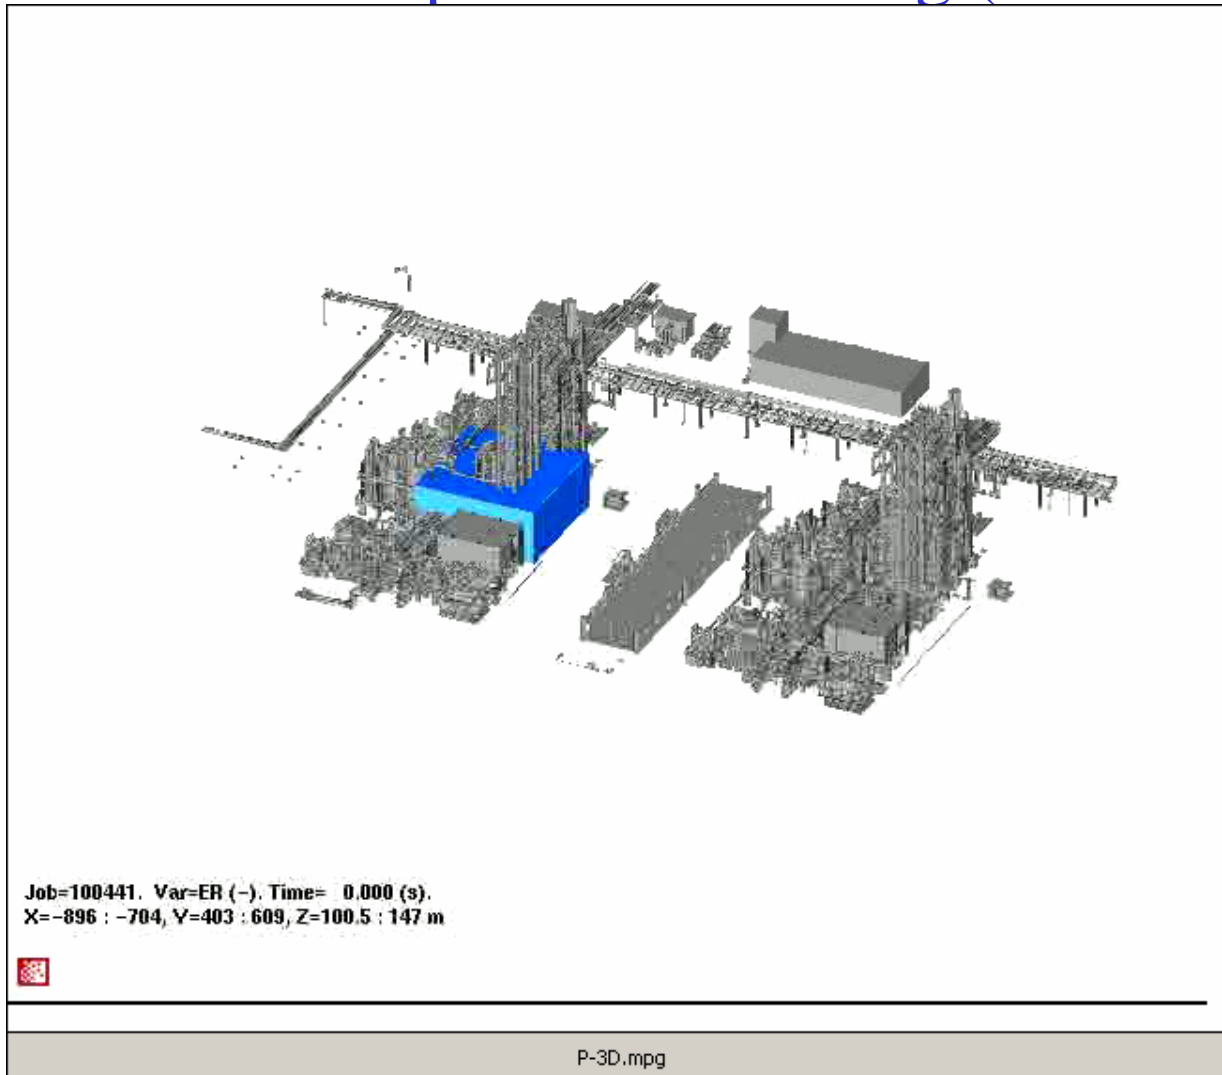 Job=100441. Var=ER (-). Time= 0.000 (s).
X=-896 : -704, Y=403 : 609, Z=100.5 : 147 m
P-3D.mpg